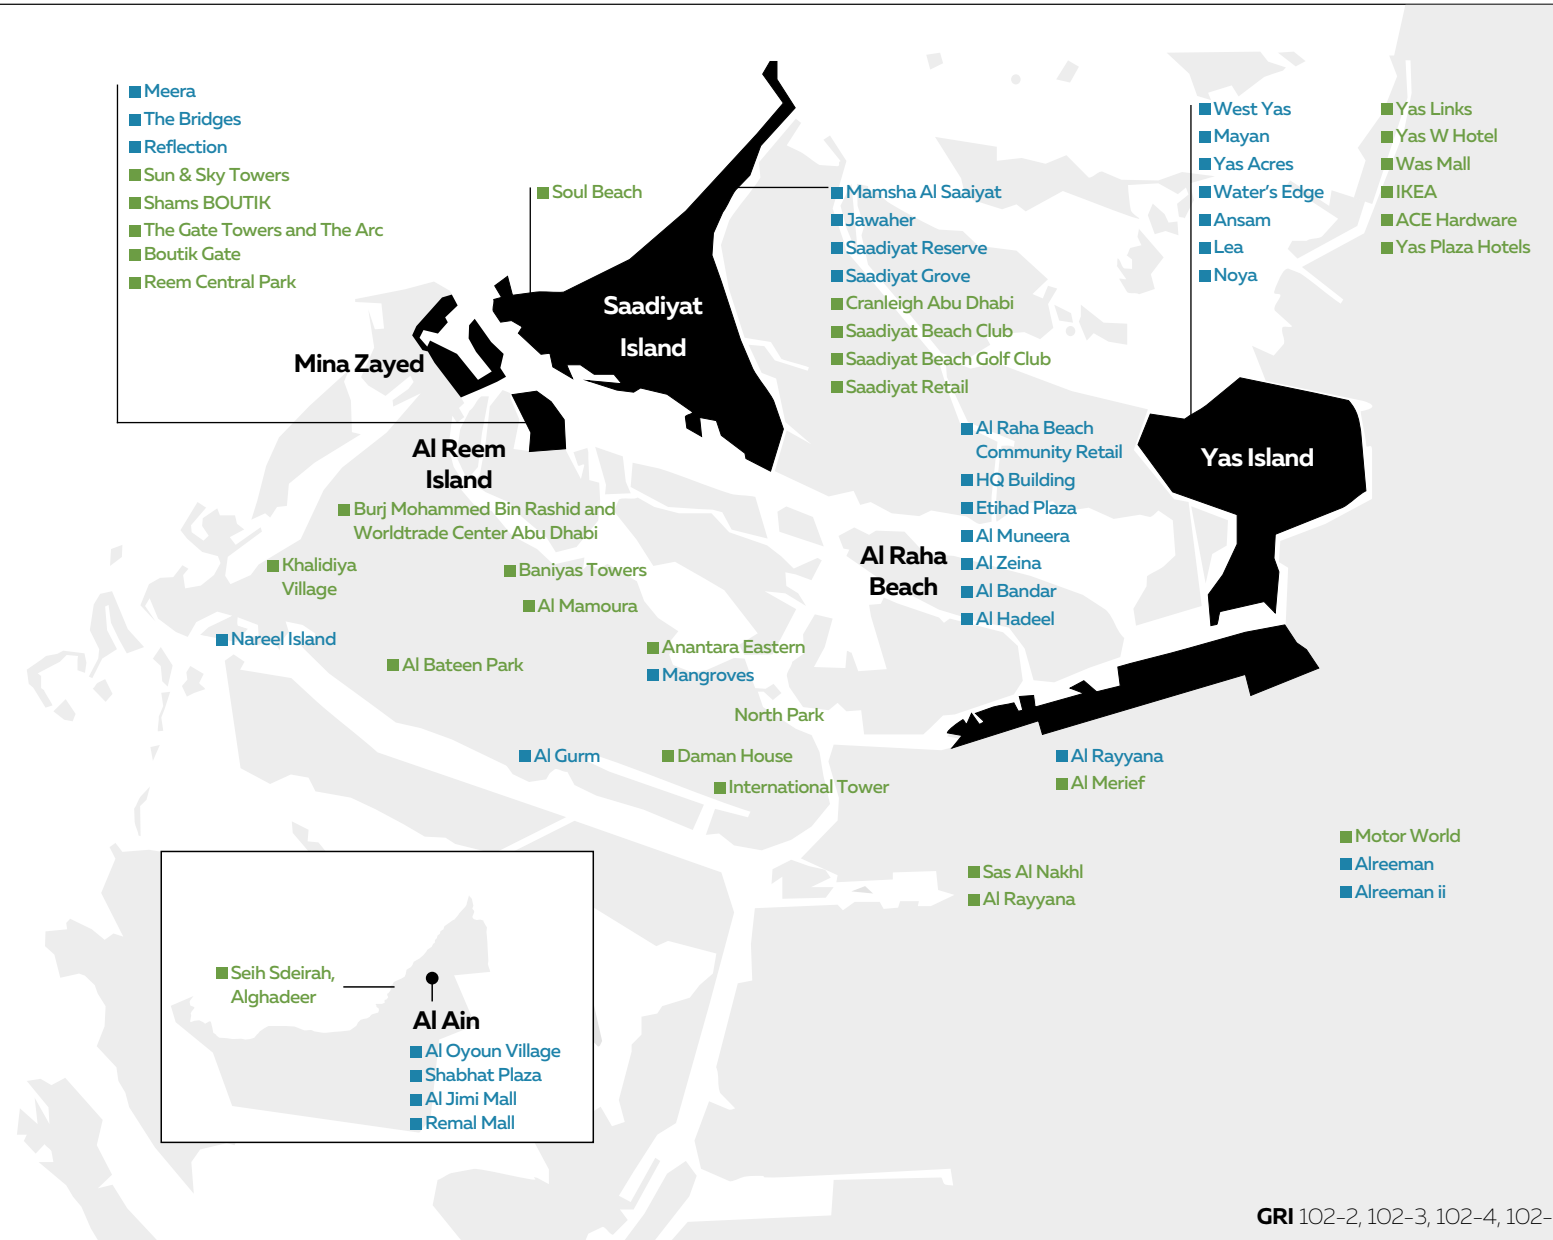 Meera
The Bridges
Reflection
Sun & Sky Towers
Shams BOUTIK
The Gate Towers and The Arc
Boutik Gate
Reem Central Park
Soul Beach
Mamsha Al Saaiyat
Jawaher
Saadiyat Reserve
Saadiyat Grove
Cranleigh Abu Dhabi
Saadiyat Beach Club
Saadiyat Beach Golf Club
Saadiyat Retail
West Yas
Mayan
Yas Acres
Water's Edge
Ansam
Lea
Noya
Yas Links
Yas W Hotel
Was Mall
IKEA
ACE Hardware
Yas Plaza Hotels
Saadiyat
Island
Mina Zayed
Al Reem
Island
Yas Island
Al Raha Beach
Community Retail
HQ Building
Etihad Plaza
Al Muneera
Al Zeina
Al Bandar
Al Hadeel
Al Raha
Beach
Burj Mohammed Bin Rashid and
Worldtrade Center Abu Dhabi
Khalidiya
Village
Baniyas Towers
Al Mamoura
Nareel Island
Al Bateen Park
Anantara Eastern
Mangroves
North Park
Al Gurm
Daman House
International Tower
Al Rayyana
Al Merief
Motor World
Alreeman
Alreeman ii
Sas Al Nakhl
Al Rayyana
Seih Sdeirah,
Alghadeer
Al Ain
Al Oyoun Village
Shabhat Plaza
Al Jimi Mall
Remal Mall
GRI 102-2, 102-3, 102-4, 102-